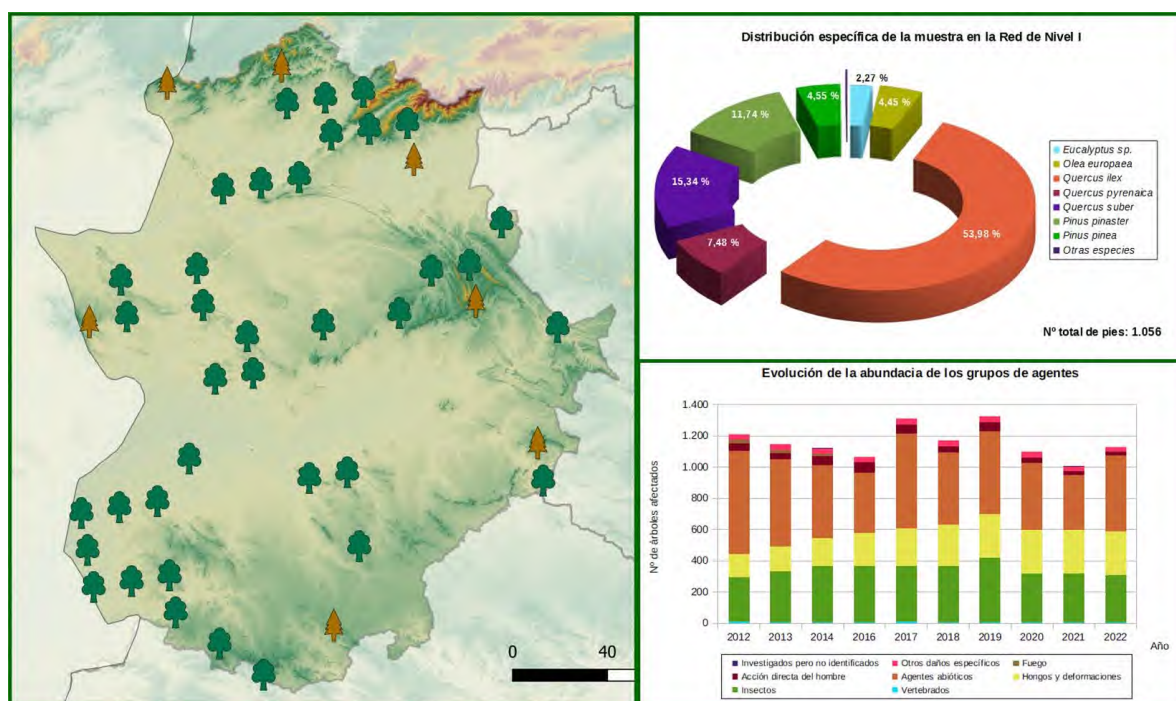 0 40
Distribución específica de la muestra en la Red de Nivel I
2,27 %
4,45 %
4,55 %
11,74 %
15,34 %
7,48 %
53,98 %
Eucalyptus sp.
Olea europaea
Quercus ilex
Quercus pyrenaica
Quercus suber
Pinus pinaster
Pinus pinea
Otras especies
Nº total de pies: 1.056
Evolución de la abundacia de los grupos de agentes
Nº de árboles afectados
1.400
1.200
1.000
800
600
400
200
0
2012 2013 2014 2016 2017 2018 2019 2020 2021 2022
Año
Investigados pero no identificados Otros daños específicos Fuego
Acción directa del hombre Agentes abióticos Hongos y deformaciones
Insectos Vertebrados